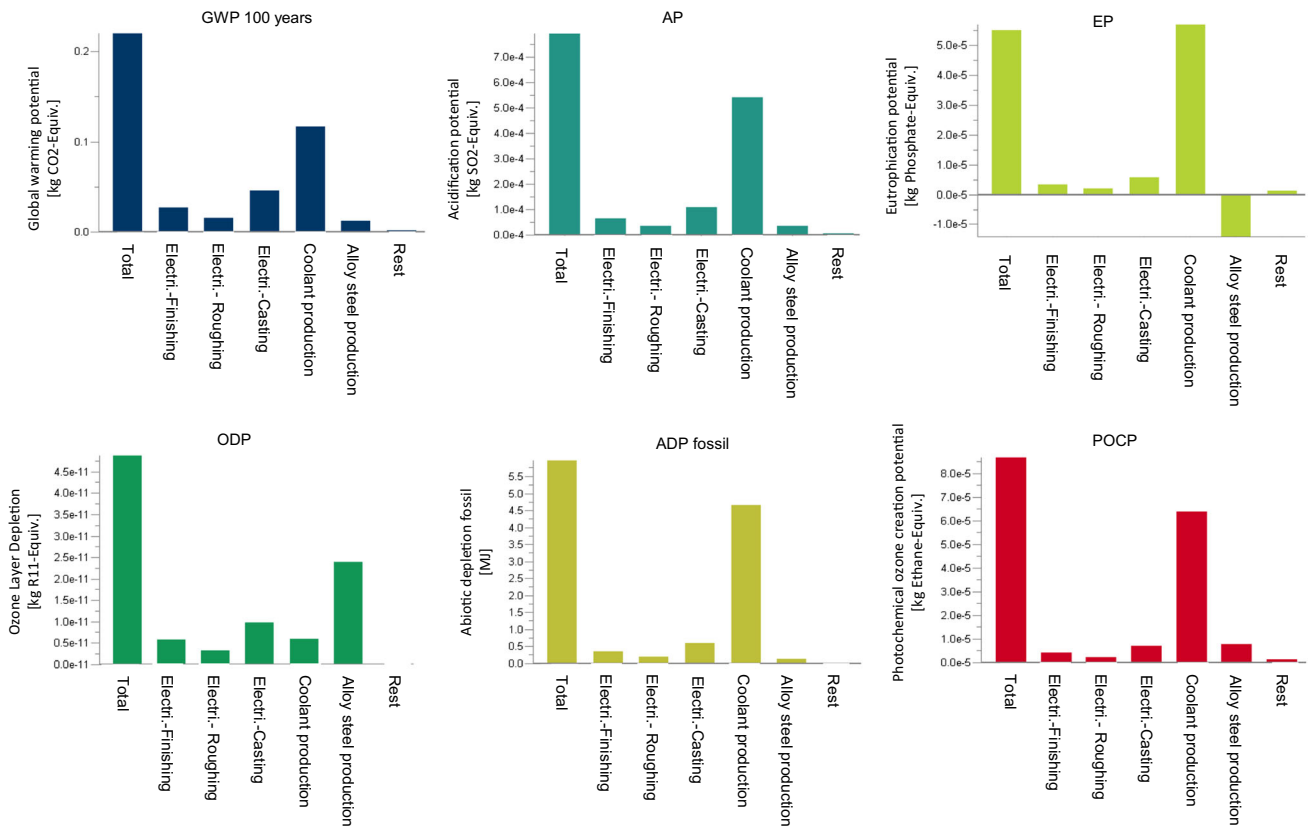 GWP 100 years
Global warming potential
[kg CO2-Equiv.]
0.2
0.1
0.0
Total
Electri.-Finishing
Electri.- Roughing
Electri.-Casting
Coolant production
Alloy steel production
Rest
AP
Acidification potential
[kg SO2-Equiv.]
7.0e-4
6.0e-4
5.0e-4
4.0e-4
3.0e-4
2.0e-4
1.0e-4
0.0e-4
Total
Electri.-Finishing
Electri.- Roughing
Electri.-Casting
Coolant production
Alloy steel production
Rest
EP
Eutrophication potential
[kg Phosphate-Equiv.]
5.0e-5
4.0e-5
3.0e-5
2.0e-5
1.0e-5
0.0e-5
-1.0e-5
Total
Electri.-Finishing
Electri.- Roughing
Electri.-Casting
Coolant production
Alloy steel production
Rest
ODP
Ozone Layer Depletion
[kg R11-Equiv.]
4.5e-11
4.0e-11
3.5e-11
3.0e-11
2.5e-11
2.0e-11
1.5e-11
1.0e-11
0.5e-11
0.0e-11
Total
Electri.-Finishing
Electri.- Roughing
Electri.-Casting
Coolant production
Alloy steel production
Rest
ADP fossil
Abiotic depletion fossil
[MJ]
5.5
5.0
4.5
4.0
3.5
3.0
2.5
2.0
1.5
1.0
0.5
0.0
Total
Electri.-Finishing
Electri.- Roughing
Electri.-Casting
Coolant production
Alloy steel production
Rest
POCP
Photochemical ozone creation potential
[kg Ethane-Equiv.]
8.0e-5
7.0e-5
6.0e-5
5.0e-5
4.0e-5
3.0e-5
2.0e-5
1.0e-5
0.0e-5
Total
Electri.-Finishing
Electri.- Roughing
Electri.-Casting
Coolant production
Alloy steel production
Rest